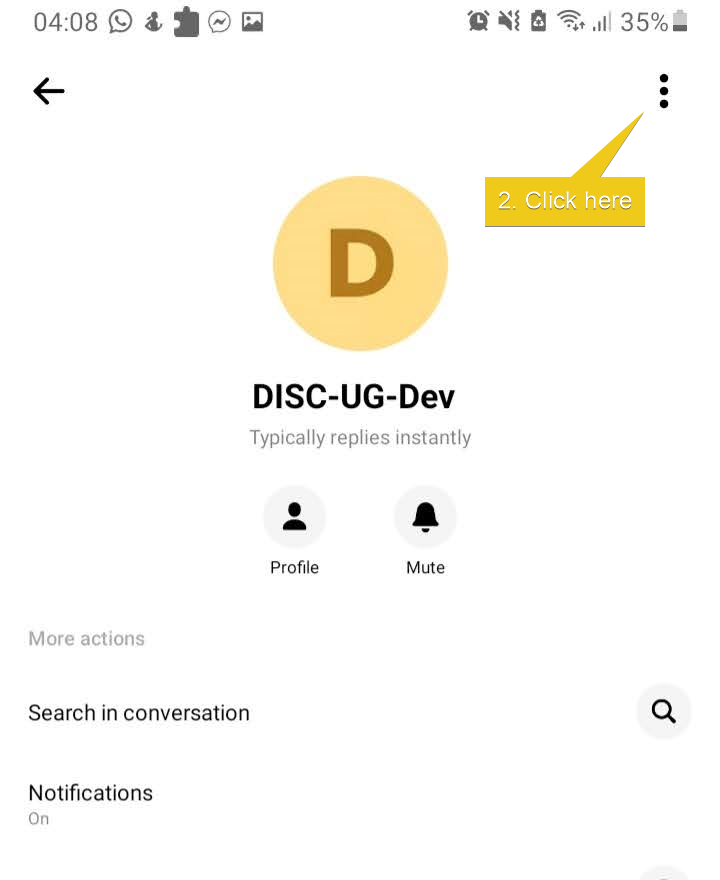 04:08 35%
2. Click here
D
DISC-UG-Dev
Typically replies instantly
Profile Mute
More actions
Search in conversation
Notifications
On